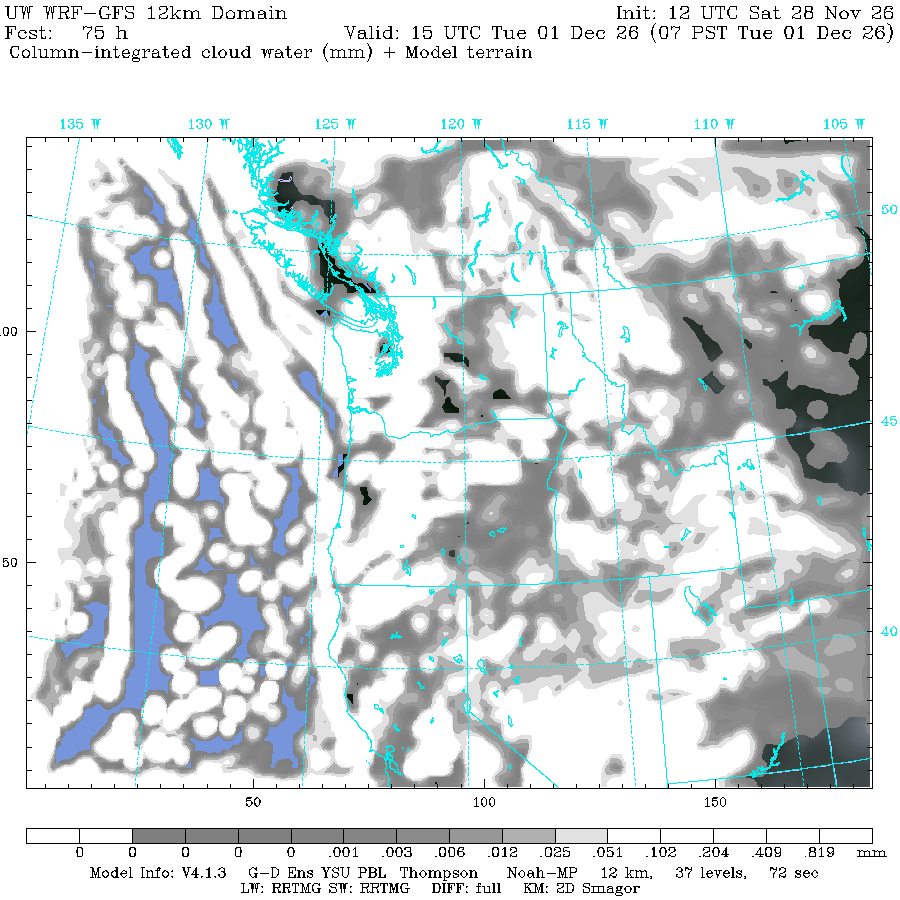 UW WRF-GFS 12km Domain Init: 12 UTC Sat 28 Nov 26
Fcst: 75 h Valid: 15 UTC Tue 01 Dec 26 (07 PST Tue 01 Dec 26)
Column-integrated cloud water (mm) + Model terrain
135 W 130 W 125 W 120 W 115 W 110 W 105 W
50
00
45
50
40
50 100 150
0 0 0 0 .001 .003 .006 .012 .025 .051 .102 .204 .409 .819 mm
Model Info: V4.1.3 G-D Ens YSU PBL Thompson Noah-MP 12 km, 37 levels, 72 sec
LW: RRTMG SW: RRTMG DIFF: full KM: 2D Smagor